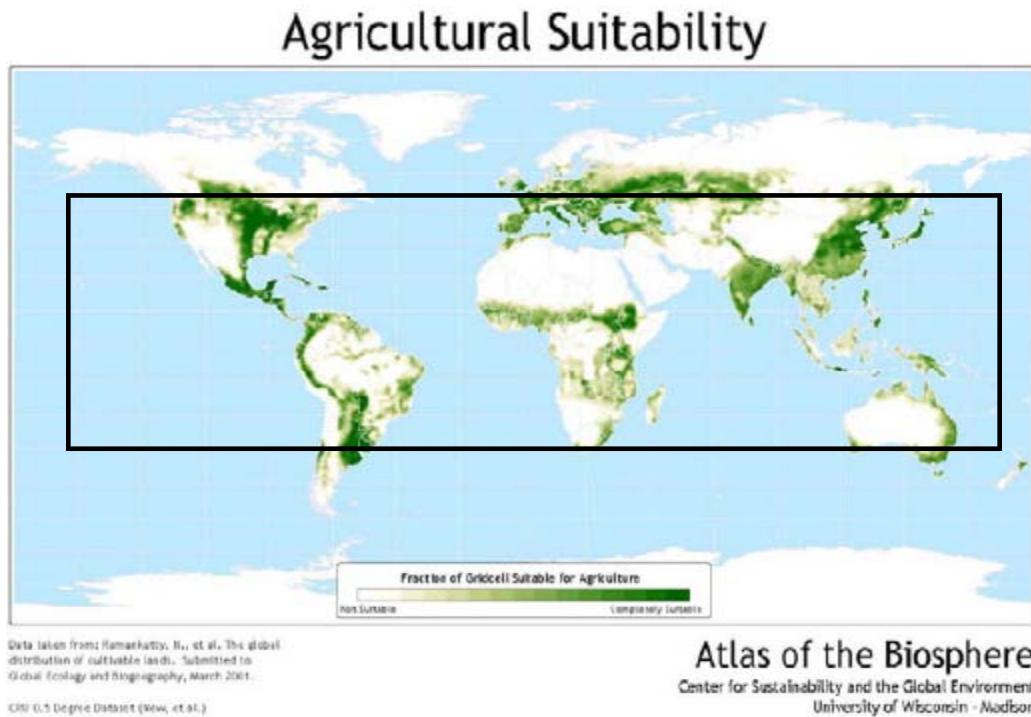 Agricultural Suitability
Fraction of Gridcell Suitable for Agriculture
Not Suitable
Completely Suitable
Data taken from: Ramankutty, N., et al. The global
distribution of cultivable lands. Submitted to
Global Ecology and Biogeography, March 2001.
CRU 0.5 Degree Dataset (New, et al.)
Atlas of the Biosphere
Center for Sustainability and the Global Environment
University of Wisconsin - Madison